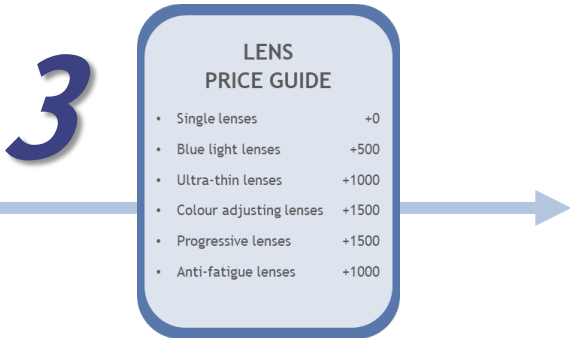 3
LENS
PRICE GUIDE
• Single lenses +0
• Blue light lenses +500
• Ultra-thin lenses +1000
• Colour adjusting lenses +1500
• Progressive lenses +1500
• Anti-fatigue lenses +1000